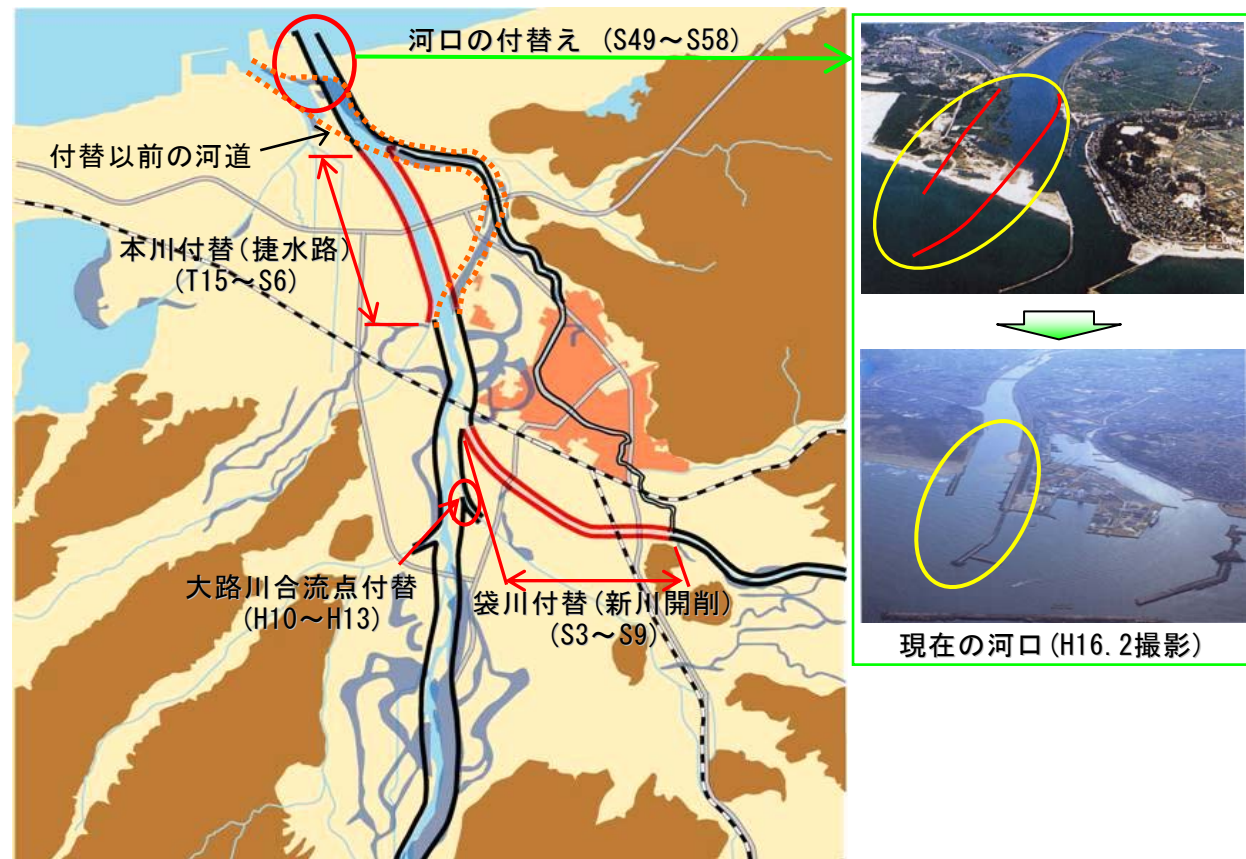 河口の付替え (S49～S58)
付替以前の河道
本川付替(捷水路)
(T15～S6)
大路川合流点付替
(H10～H13)
袋川付替(新川開削)
(S3～S9)
現在の河口(H16.2撮影)